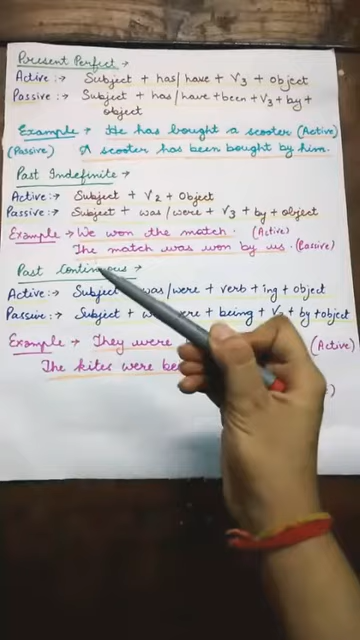 Present Perfect :→
Active :→ Subject + has/have + V3 + object
Passive :→ Subject + has/have + been + V3 + by +
object
Example :→ He has bought a scooter (Active)
(Passive) A scooter has been bought by him.
Past Indefinite :→
Active :→ Subject + V2 + Object
Passive :→ Subject + was/were + V3 + by + object
Example → We won the match. (Active)
The match was won by us. (Passive)
Past Continuous →
Active :→ Subject was/were + verb + ing + object
Passive :→ Subject + + being + + by + object
Example → They were (Active)
The kites were )